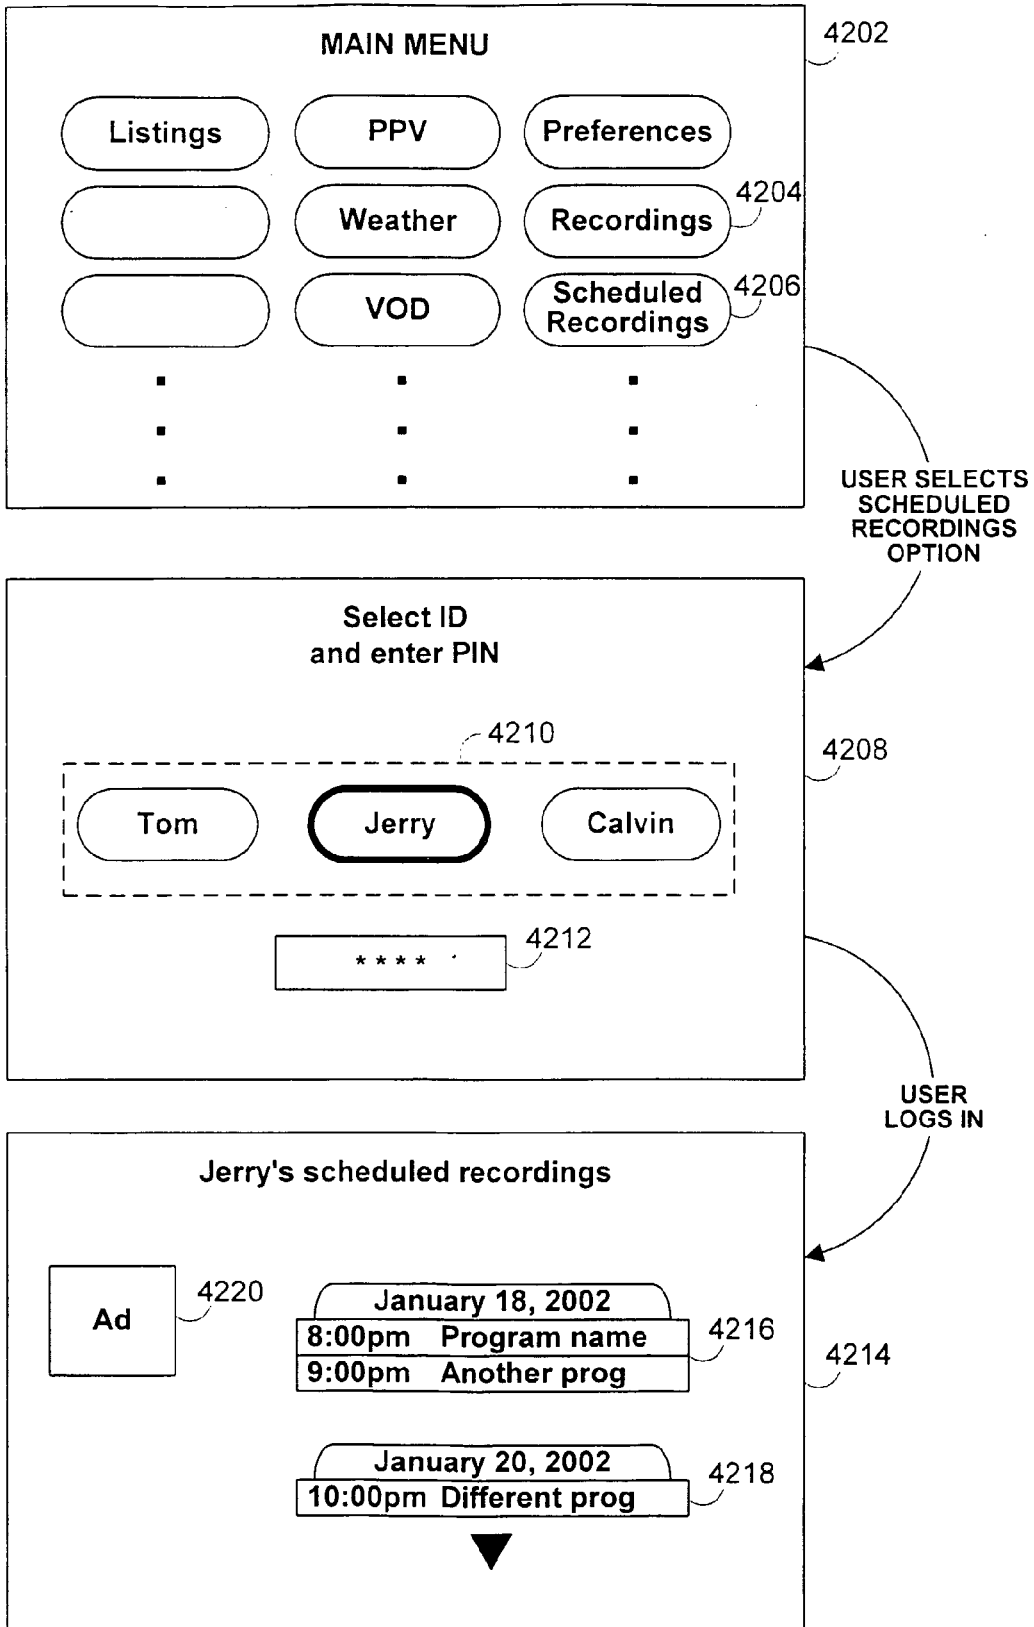 MAIN MENU
4202
Listings PPV Preferences
4204
Weather Recordings
4206
VOD Scheduled Recordings
USER SELECTS
SCHEDULED
RECORDINGS
OPTION
Select ID
and enter PIN
4210
4208
Tom Jerry Calvin
4212
* * * *
USER
LOGS IN
Jerry's scheduled recordings
Ad
4220
January 18, 2002
8:00pm Program name
4216
9:00pm Another prog
4214
January 20, 2002
10:00pm Different prog
4218